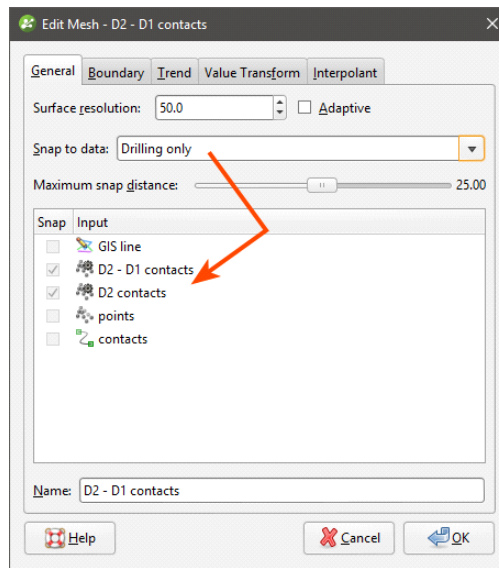 Edit Mesh - D2 - D1 contacts
General Boundary Trend Value Transform Interpolant
Surface resolution: 50.0 Adaptive
Snap to data: Drilling only
Maximum snap distance: 25.00
Snap Input
GIS line
D2 - D1 contacts
D2 contacts
points
contacts
Name: D2 - D1 contacts
Help Cancel OK